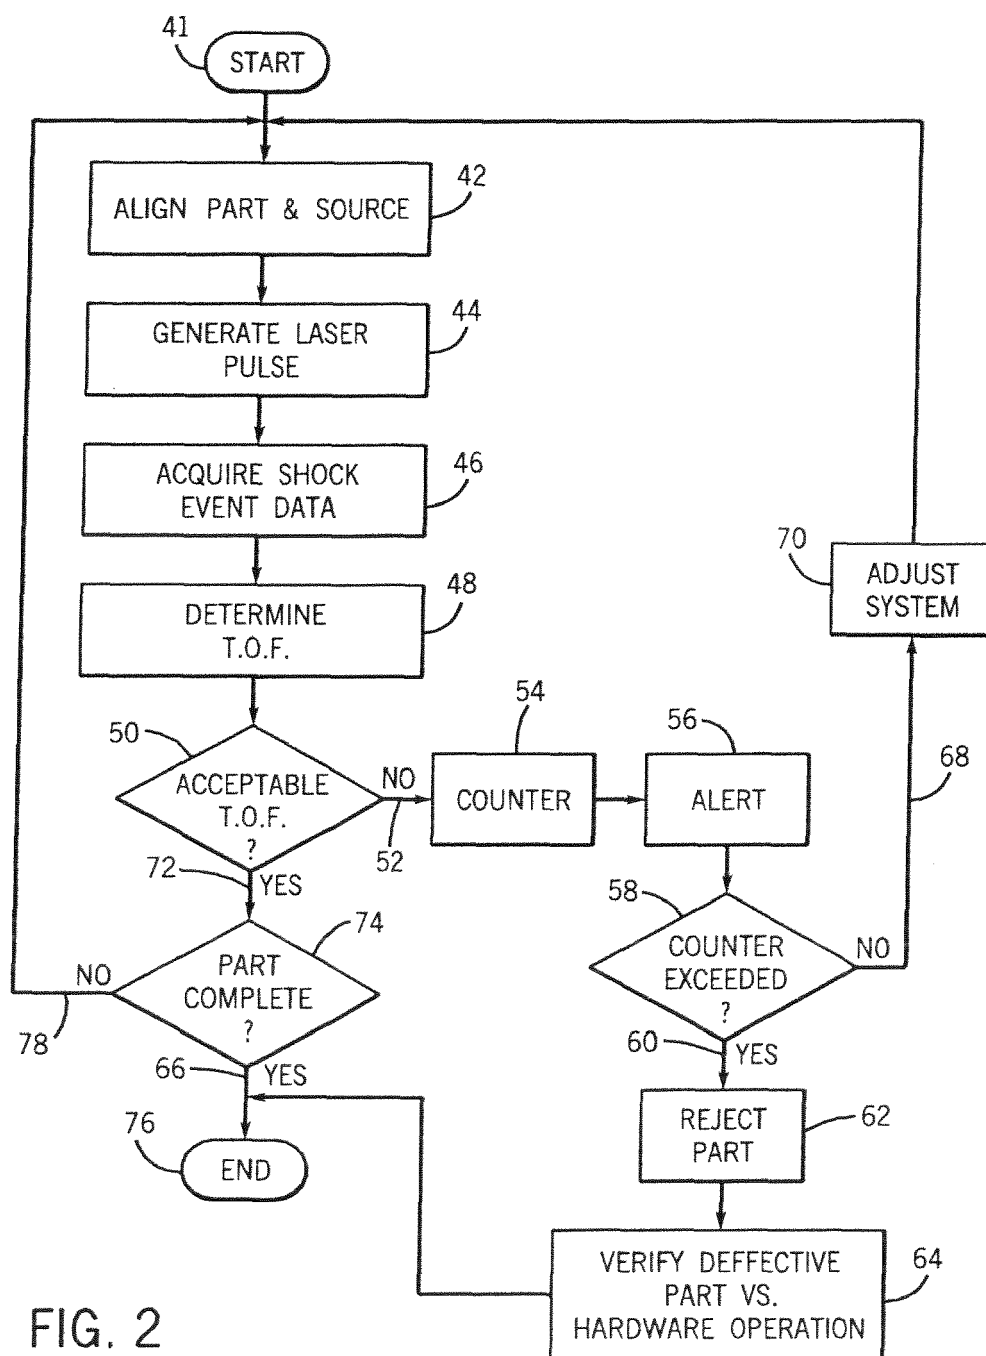 41
START
42
ALIGN PART & SOURCE
44
GENERATE LASER
PULSE
46
ACQUIRE SHOCK
EVENT DATA
48
DETERMINE
T.O.F.
70
ADJUST
SYSTEM
50
ACCEPTABLE
T.O.F.
?
NO
52
54
COUNTER
56
ALERT
68
72
YES
58
COUNTER
EXCEEDED
?
NO
74
PART
COMPLETE
?
NO
78
60
YES
66
YES
62
REJECT
PART
76
END
64
VERIFY DEFFECTIVE
PART VS.
HARDWARE OPERATION
FIG. 2